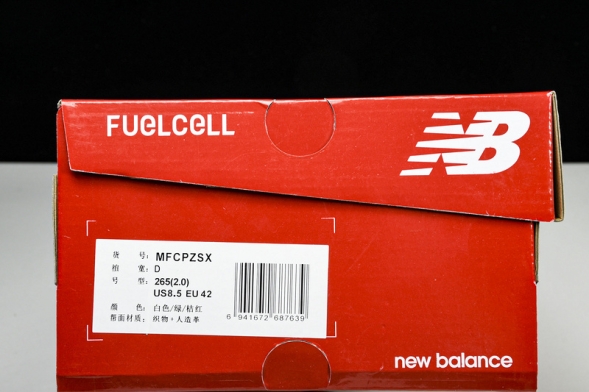 FUELCELL
NB
货 号: MFCPZSX
楦 宽: D
号 型: 265(2.0)
US8.5 EU 42
颜 色: 白色/绿/桔红
帮面材质: 织物+人造革
6 941672 687639
new balance